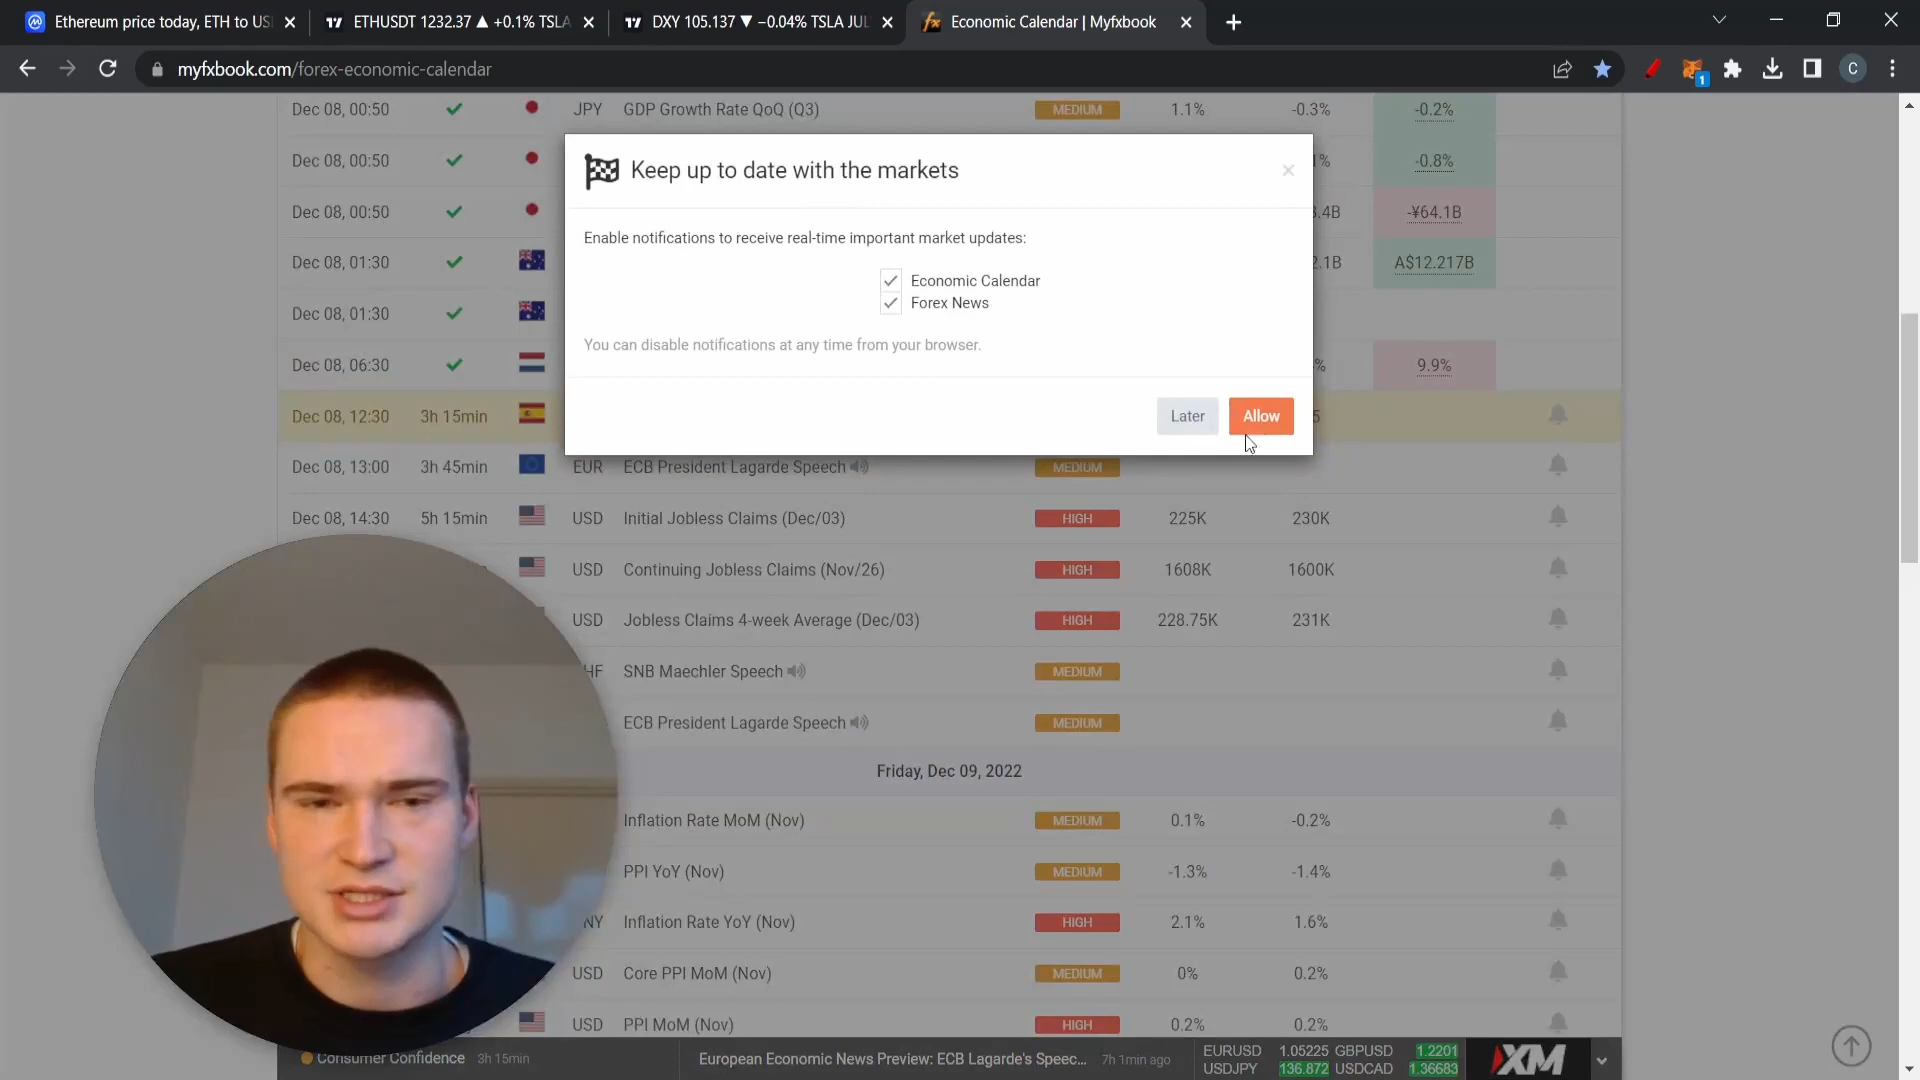 Ethereum price today, ETH to US
ETHUSDT 1232.37 ▲ +0.1% TSLA
DXY 105.137 ▼ −0.04% TSLA JUL
Economic Calendar | Myfxbook
myfxbook.com/forex-economic-calendar
1
C
Dec 08, 00:50 JPY GDP Growth Rate QoQ (Q3) MEDIUM 1.1% -0.3% -0.2%
Keep up to date with the markets
Dec 08, 00:50 -0.8%
Dec 08, 00:50 -¥64.1B
Enable notifications to receive real-time important market updates:
Dec 08, 01:30 A$12.217B
Economic Calendar
Forex News
Dec 08, 01:30
You can disable notifications at any time from your browser.
Dec 08, 06:30 9.9%
Dec 08, 12:30 3h 15min
Later Allow
Dec 08, 13:00 3h 45min EUR ECB President Lagarde Speech MEDIUM
Dec 08, 14:30 5h 15min USD Initial Jobless Claims (Dec/03) HIGH 225K 230K
USD Continuing Jobless Claims (Nov/26) HIGH 1608K 1600K
USD Jobless Claims 4-week Average (Dec/03) HIGH 228.75K 231K
HF SNB Maechler Speech MEDIUM
ECB President Lagarde Speech MEDIUM
Friday, Dec 09, 2022
Inflation Rate MoM (Nov) MEDIUM 0.1% -0.2%
PPI YoY (Nov) MEDIUM -1.3% -1.4%
NY Inflation Rate YoY (Nov) HIGH 2.1% 1.6%
USD Core PPI MoM (Nov) MEDIUM 0% 0.2%
USD PPI MoM (Nov) HIGH 0.2% 0.2%
Consumer Confidence 3h 15min
European Economic News Preview: ECB Lagarde's Speec... 7h 1min ago
EURUSD 1.05225 GBPUSD 1.2201
USDJPY 136.872 USDCAD 1.36683
XM